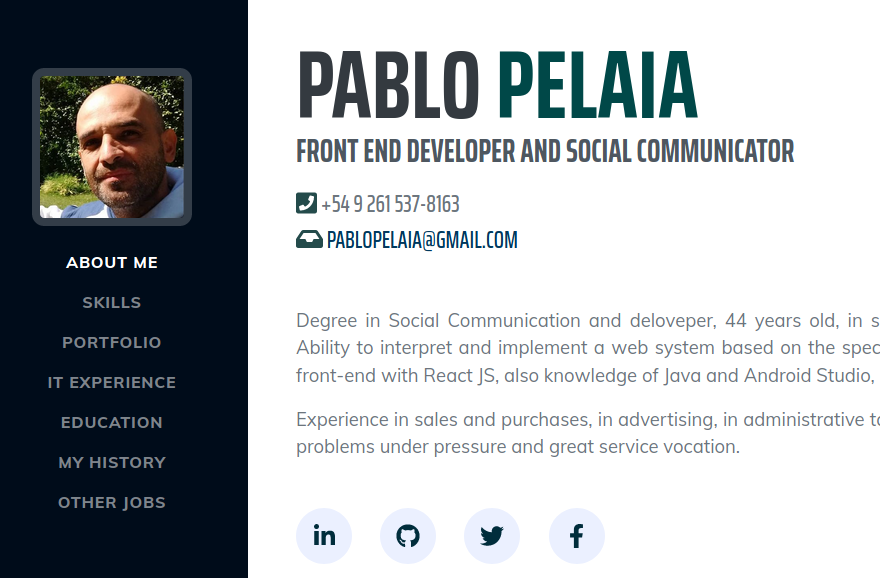 PABLO PELAIA
FRONT END DEVELOPER AND SOCIAL COMMUNICATOR
+54 9 261 537-8163
PABLOPELAIA@GMAIL.COM
ABOUT ME
SKILLS
PORTFOLIO
IT EXPERIENCE
EDUCATION
MY HISTORY
OTHER JOBS
Degree in Social Communication and deloveper, 44 years old, in s
Ability to interpret and implement a web system based on the spec
front-end with React JS, also knowledge of Java and Android Studio,
Experience in sales and purchases, in advertising, in administrative to
problems under pressure and great service vocation.
in